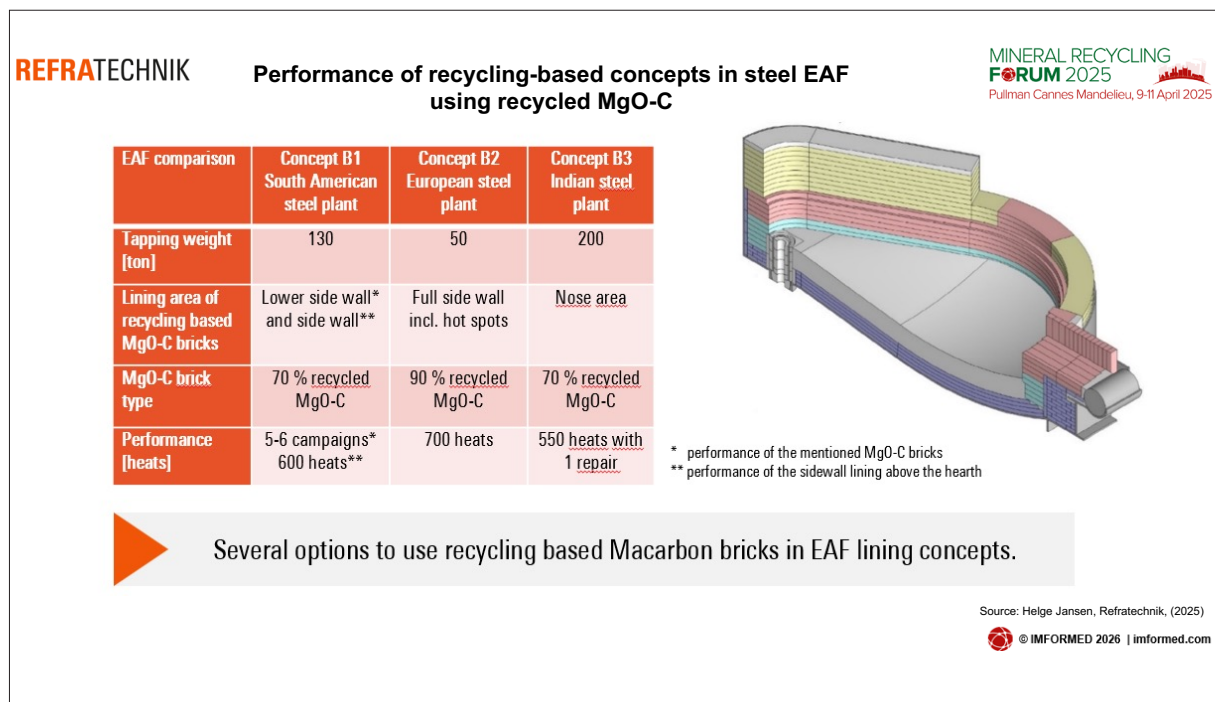 REFRATECHNIK
Performance of recycling-based concepts in steel EAF
using recycled MgO-C
MINERAL RECYCLING
FORUM 2025
Pullman Cannes Mandelieu, 9-11 April 2025
EAF comparison
Concept B1
South American
steel plant
Concept B2
European steel
plant
Concept B3
Indian steel
plant
Tapping weight
[ton]
130
50
200
Lining area of
recycling based
MgO-C bricks
Lower side wall*
and side wall**
Full side wall
incl. hot spots
Nose area
MgO-C brick
type
70 % recycled
MgO-C
90 % recycled
MgO-C
70 % recycled
MgO-C
Performance
[heats]
5-6 campaigns*
600 heats**
700 heats
550 heats with
1 repair
* performance of the mentioned MgO-C bricks
** performance of the sidewall lining above the hearth
Several options to use recycling based Macarbon bricks in EAF lining concepts.
Source: Helge Jansen, Refratechnik, (2025)
© IMFORMED 2026 | imformed.com